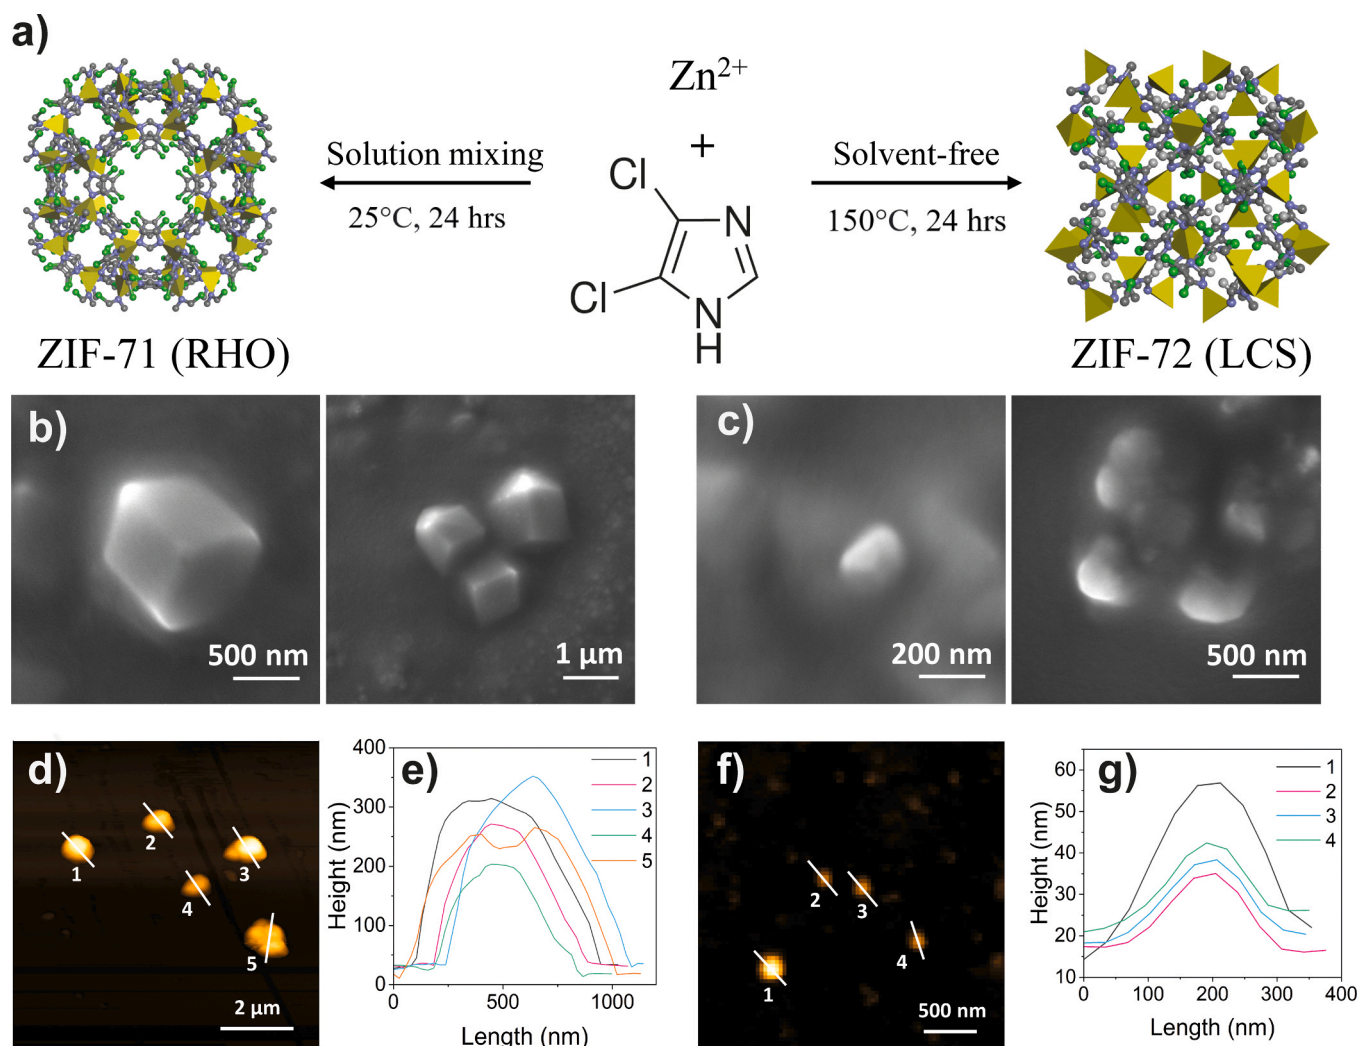 a)
Zn²⁺
+
Solution mixing
25°C, 24 hrs
Cl
Cl
N
N
H
Solvent-free
150°C, 24 hrs
ZIF-71 (RHO)
ZIF-72 (LCS)
b)
500 nm
1 µm
c)
200 nm
500 nm
d)
1
2
3
4
5
2 µm
e)
Height (nm)
400
300
200
100
0
0
500
1000
Length (nm)
1
2
3
4
5
f)
1
2
3
4
500 nm
g)
Height (nm)
60
50
40
30
20
10
0
100
200
300
400
Length (nm)
1
2
3
4